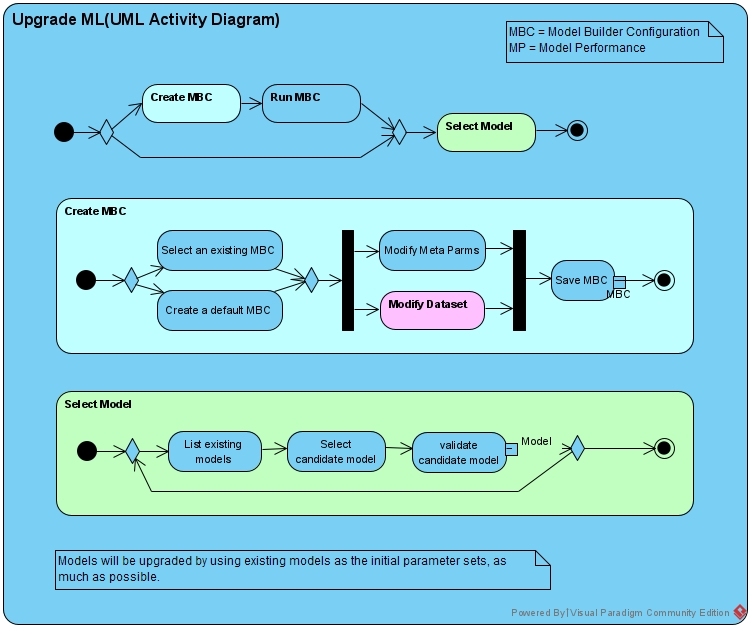 Upgrade ML(UML Activity Diagram)
MBC = Model Builder Configuration
MP = Model Performance
Create MBC
Run MBC
Select Model
Create MBC
Select an existing MBC
Create a default MBC
Modify Meta Parms
Modify Dataset
Save MBC
MBC
Select Model
List existing
models
Select
candidate model
validate
candidate model
Model
Models will be upgraded by using existing models as the initial parameter sets, as
much as possible.
Powered By Visual Paradigm Community Edition